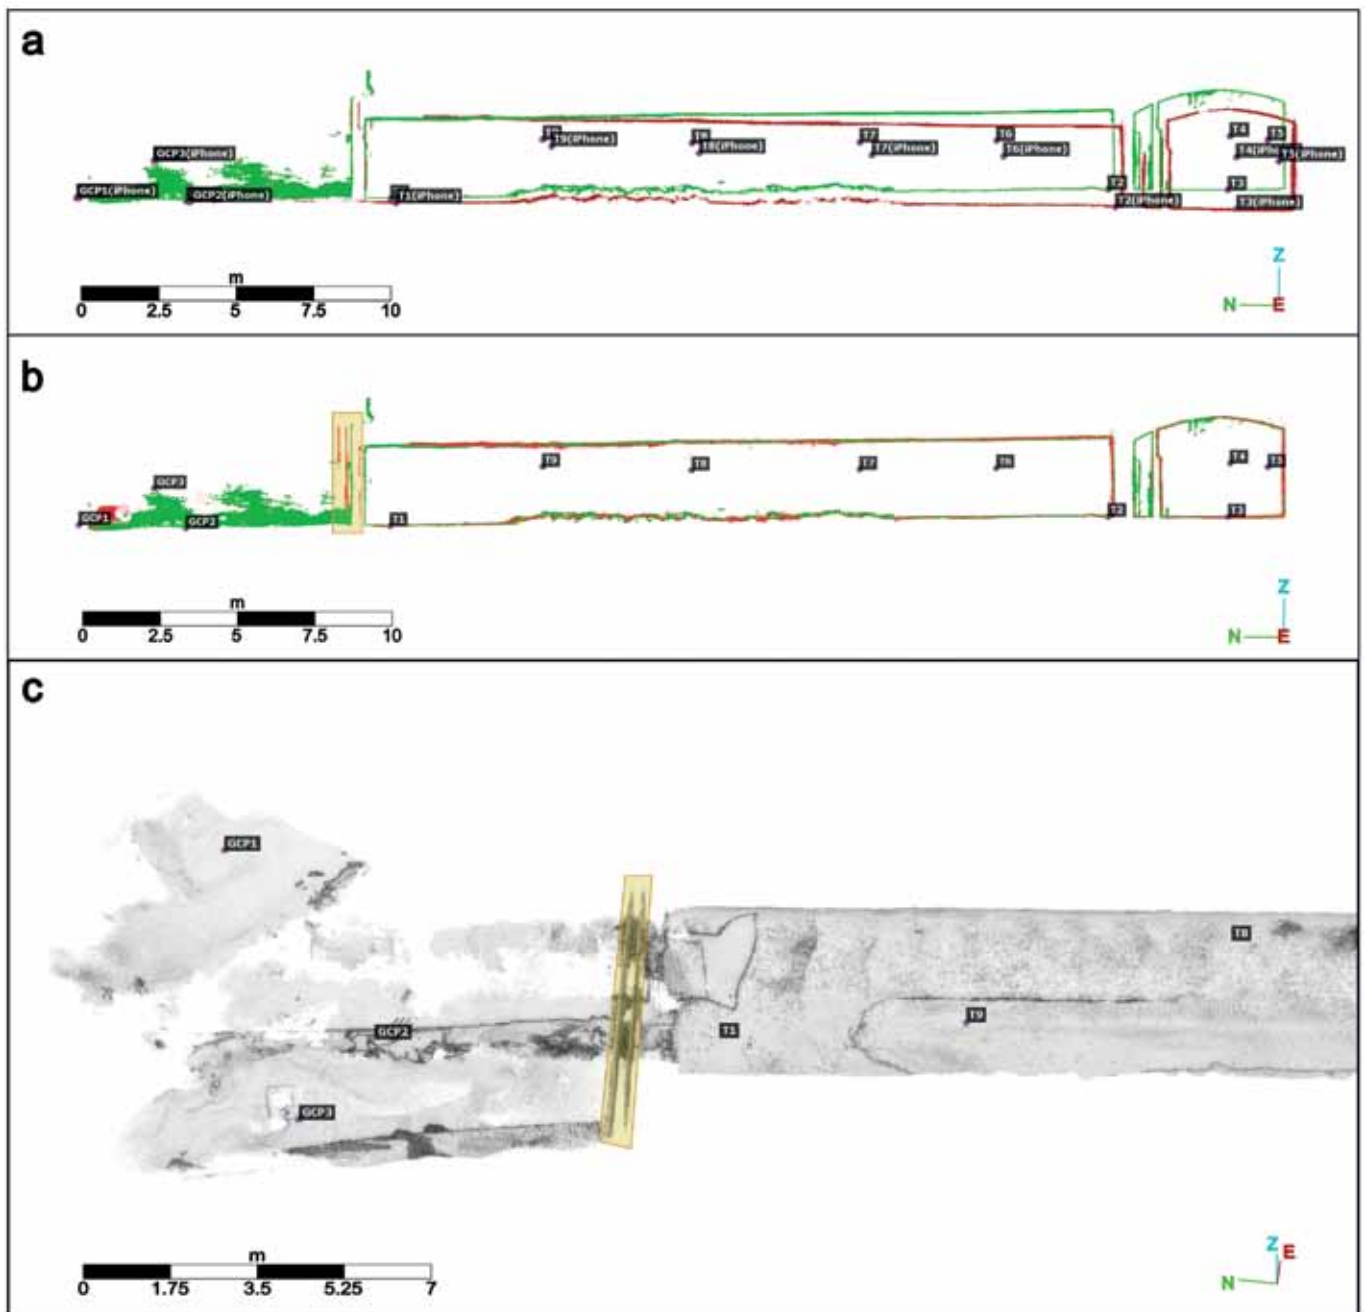 a
T9 T8 T7 T6 T4 T5
GCP3(iPhone) T9(iPhone) T8(iPhone) T7(iPhone) T6(iPhone) T5(iPhone)
GCP1(iPhone) GCP2(iPhone) T1(iPhone) T2 T3
T2(iPhone) T3(iPhone)
m
0 2.5 5 7.5 10
Z
N E
b
T9 T8 T7 T6 T4 T5
GCP3
GCP1 GCP2 T1 T2 T3
m
0 2.5 5 7.5 10
Z
N E
c
GCP1
T8
GCP2 T1 T9
GCP3
m
0 1.75 3.5 5.25 7
Z E
N